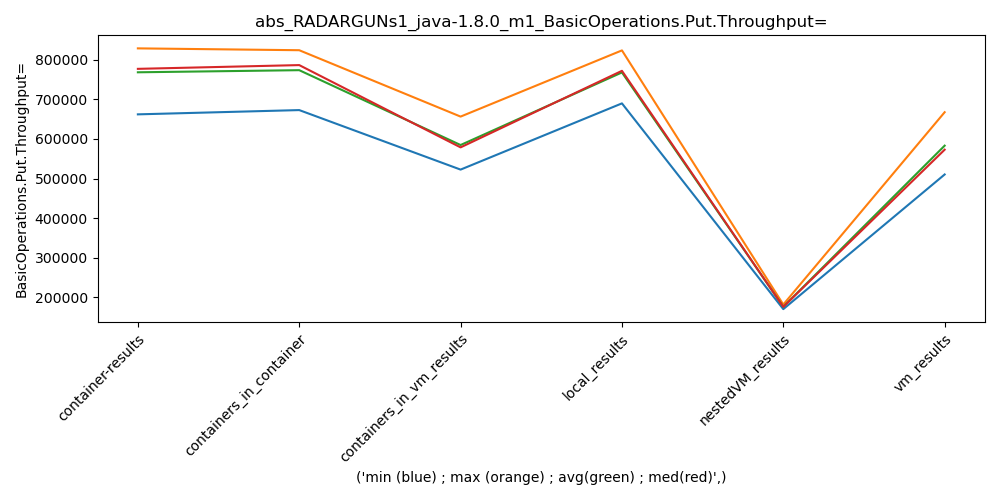 abs_RADARGUNs1_java-1.8.0_m1_BasicOperations.Put.Throughput=
BasicOperations.Put.Throughput=
800000
700000
600000
500000
400000
300000
200000
container-results
containers_in_container
containers_in_vm_results
local_results
nestedVM_results
vm_results
('min (blue) ; max (orange) ; avg(green) ; med(red)',)